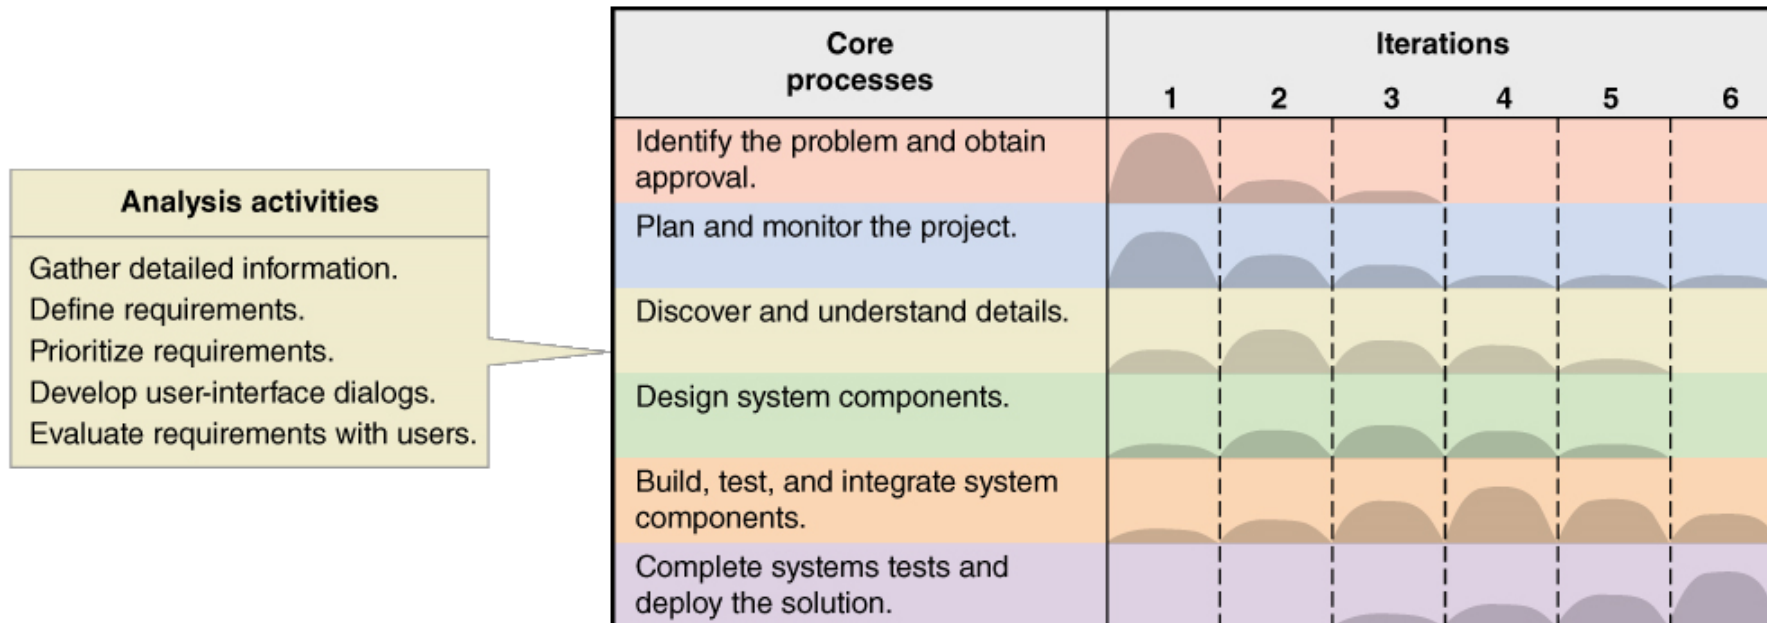 Analysis activities
Gather detailed information.
Define requirements.
Prioritize requirements.
Develop user-interface dialogs.
Evaluate requirements with users.
Core
processes
Iterations
1 2 3 4 5 6
Identify the problem and obtain
approval.
Plan and monitor the project.
Discover and understand details.
Design system components.
Build, test, and integrate system
components.
Complete systems tests and
deploy the solution.